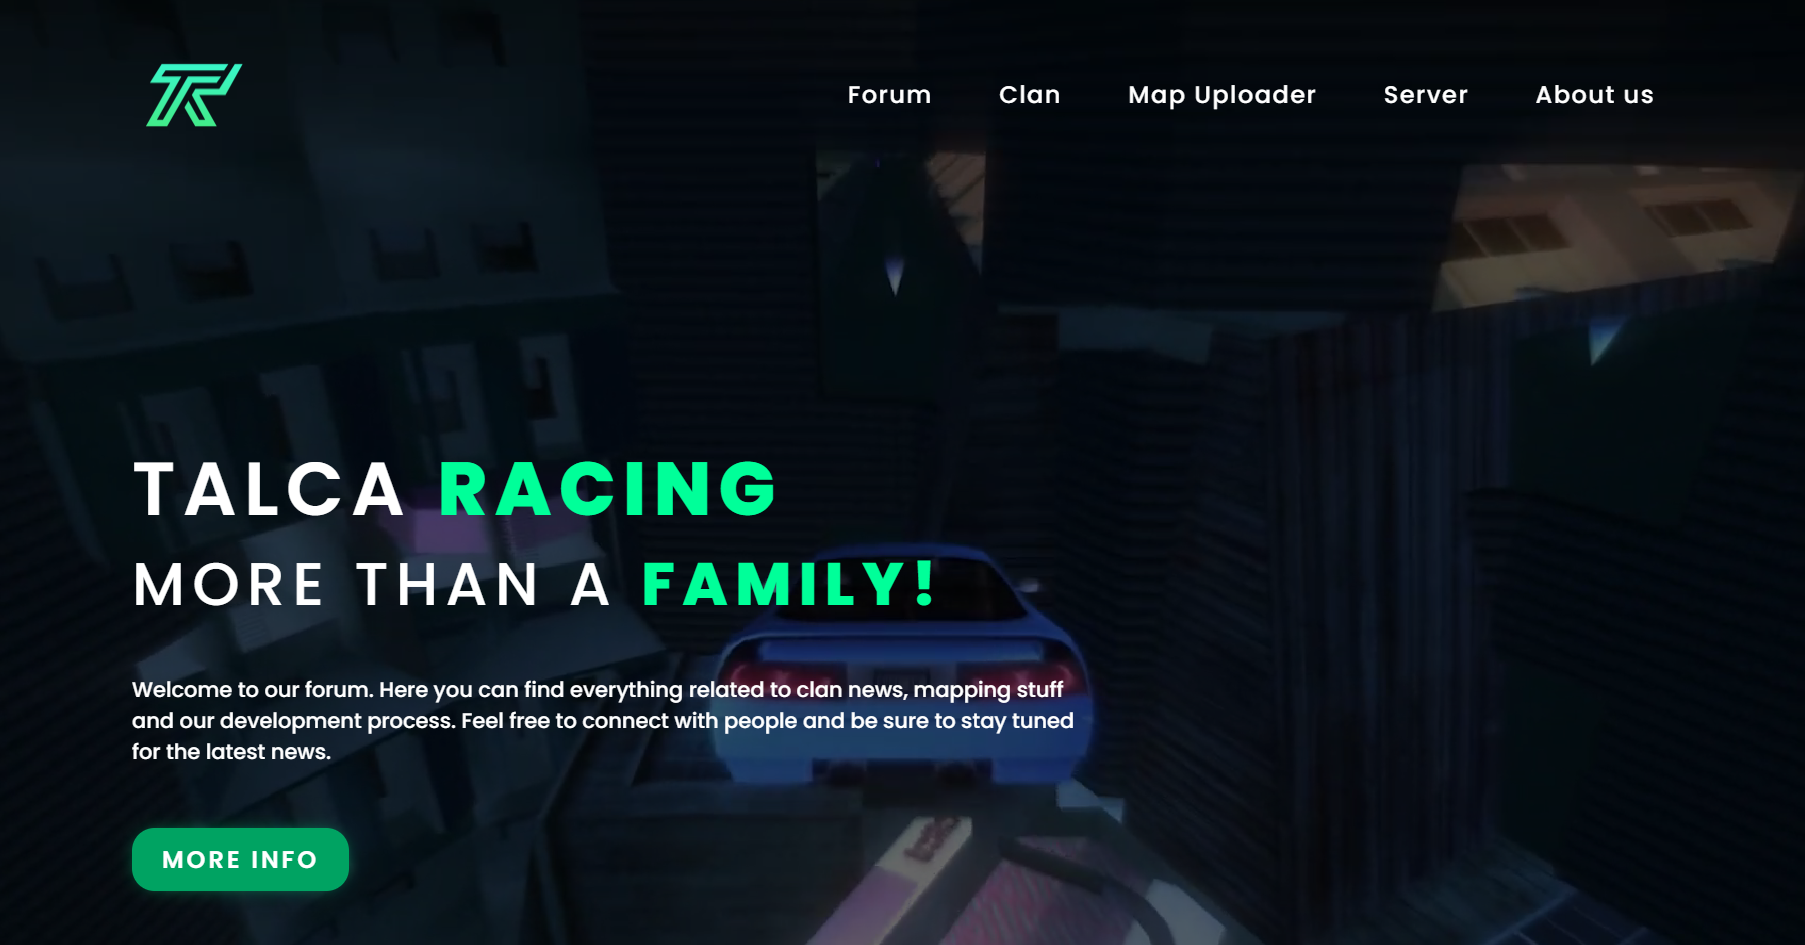 TR
Forum
Clan
Map Uploader
Server
About us
TALCA RACING
MORE THAN A FAMILY!
Welcome to our forum. Here you can find everything related to clan news, mapping stuff
and our development process. Feel free to connect with people and be sure to stay tuned
for the latest news.
MORE INFO